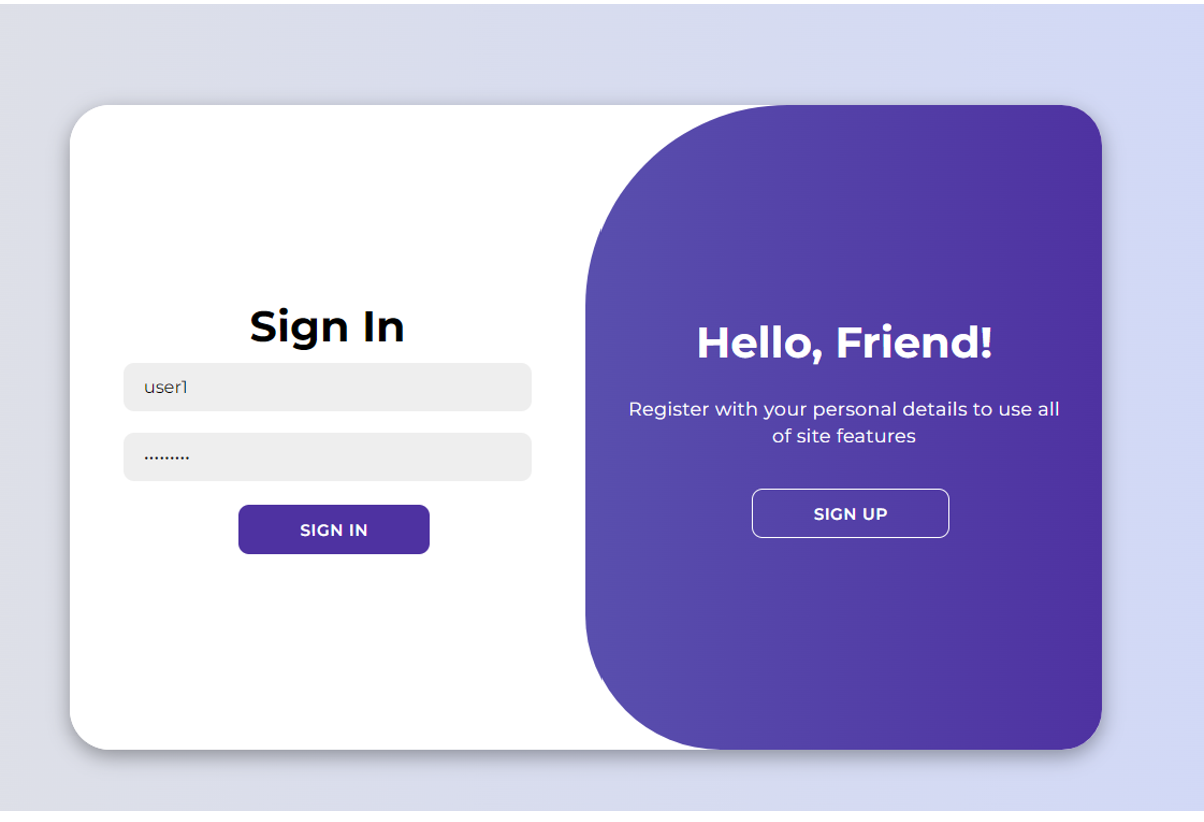 Sign In
user1
•••••••••
SIGN IN
Hello, Friend!
Register with your personal details to use all
of site features
SIGN UP